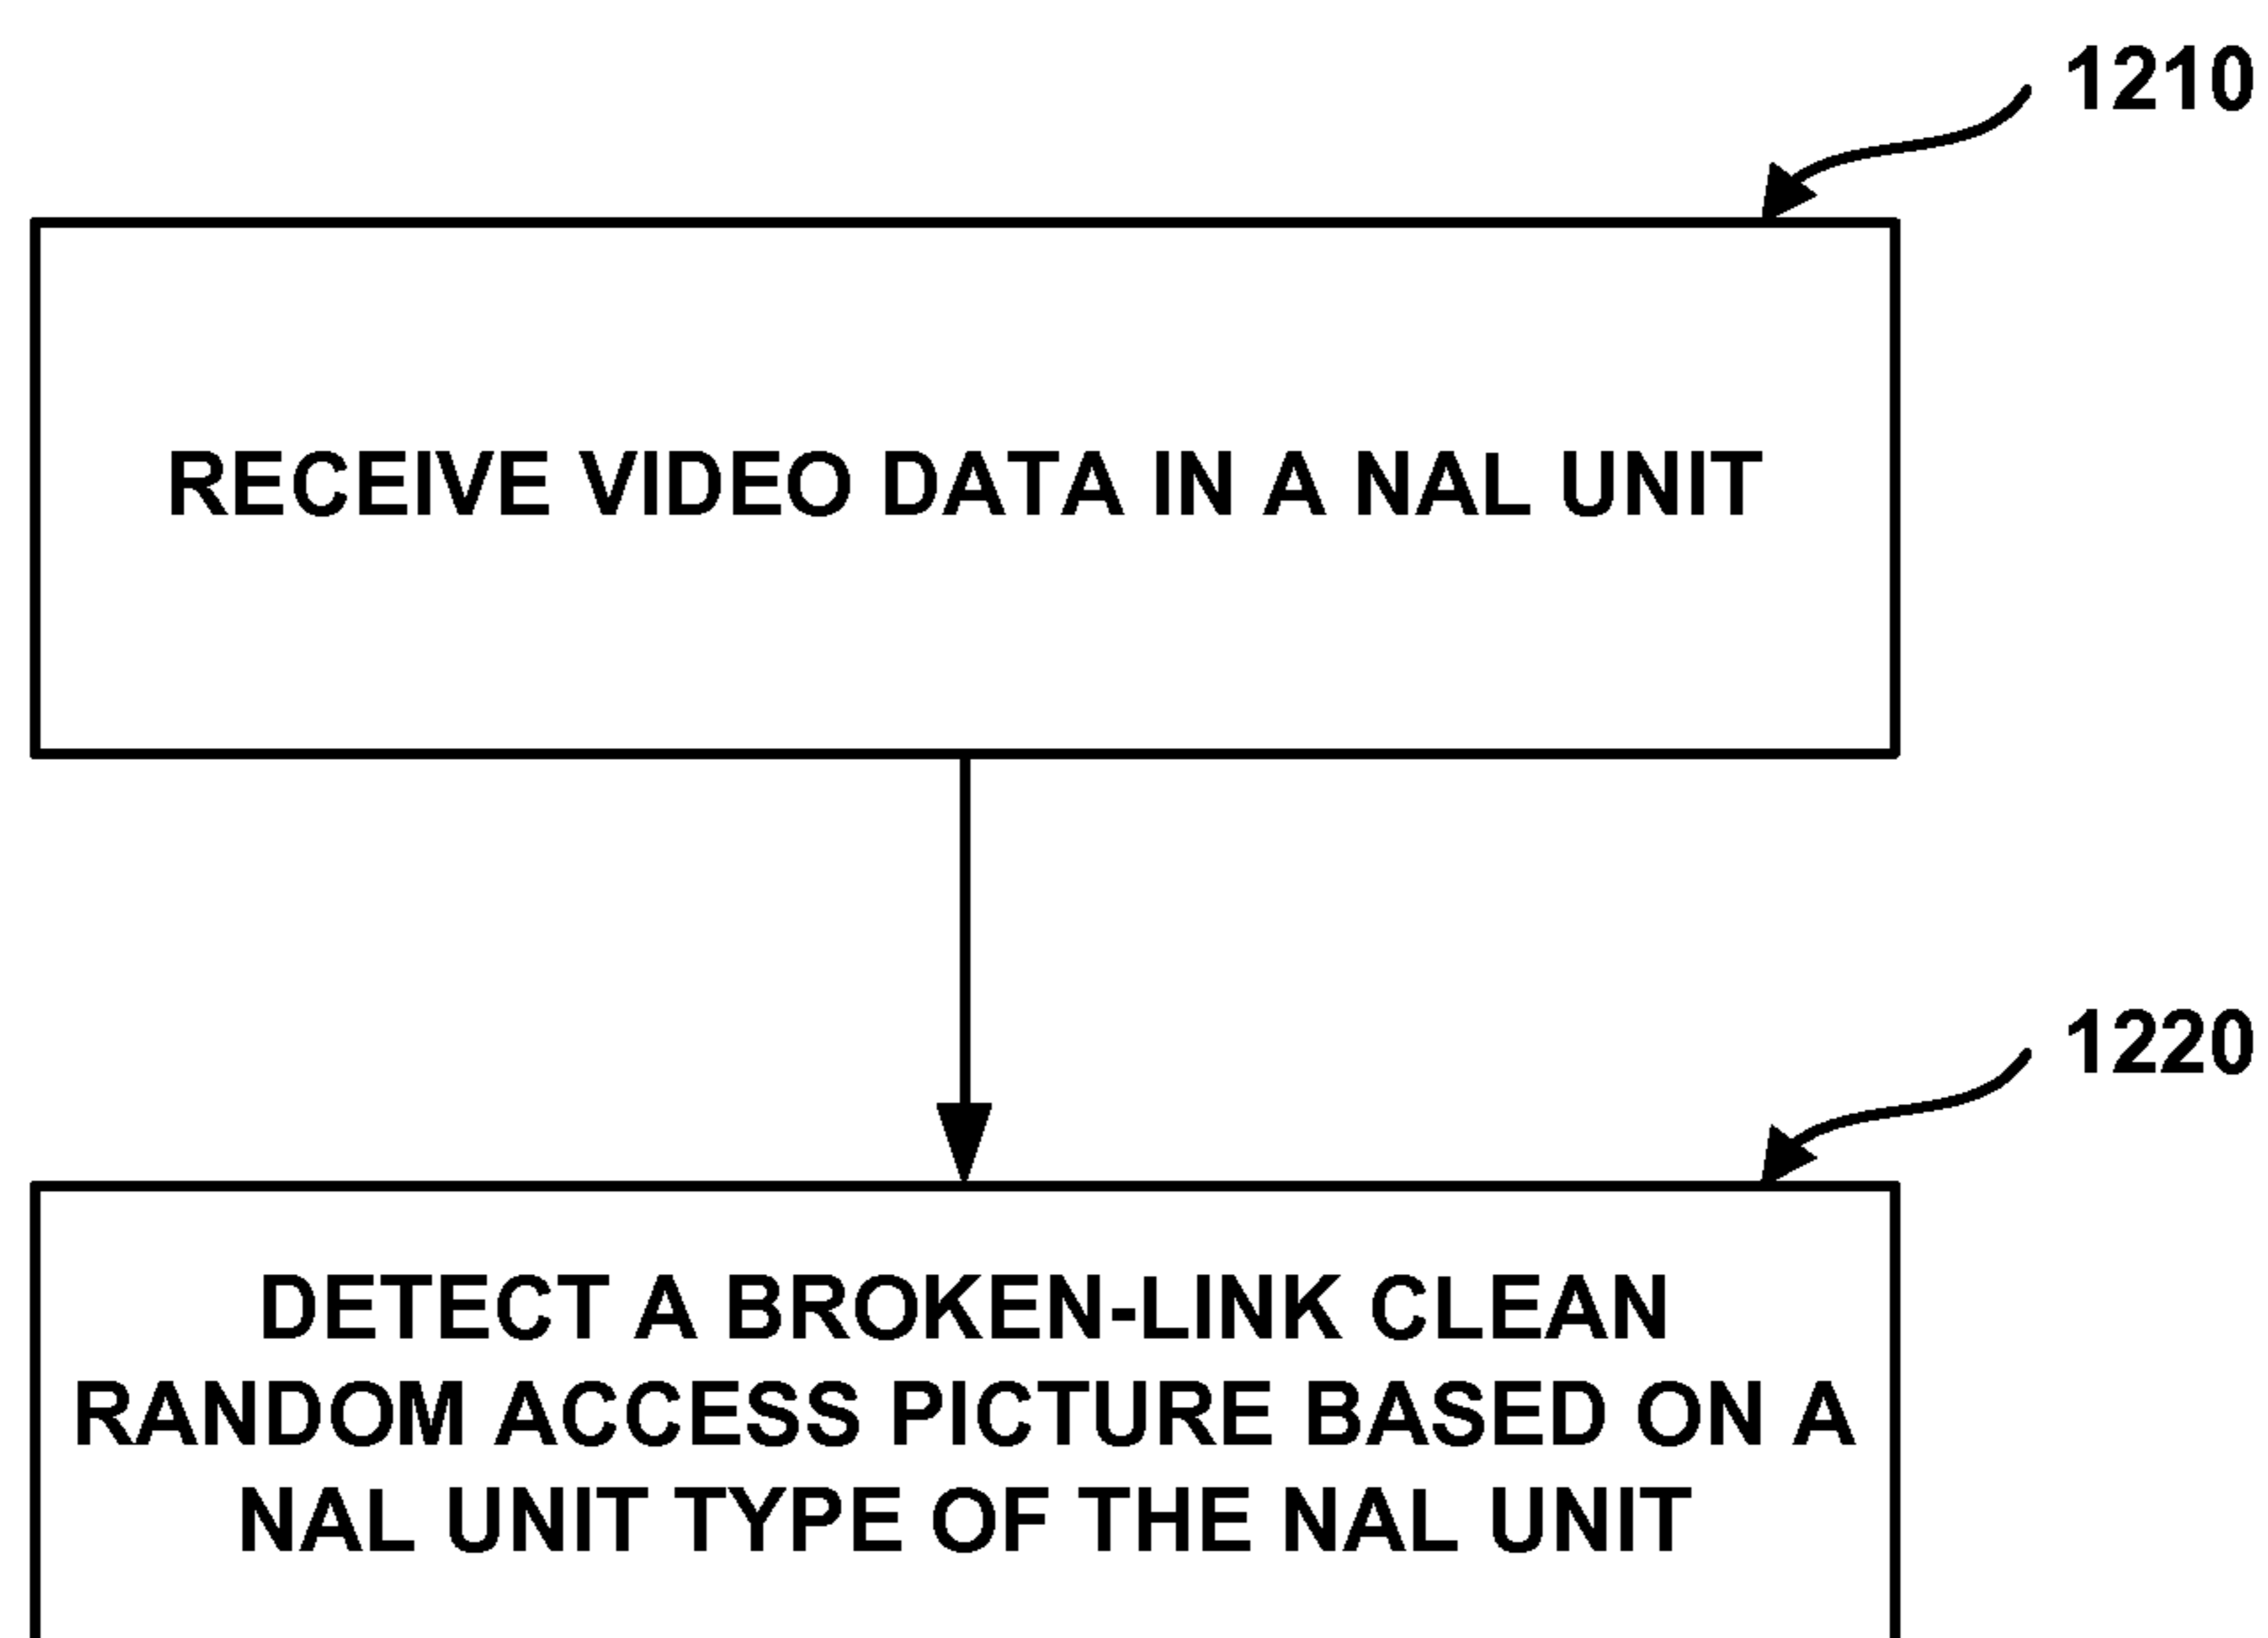 1210
RECEIVE VIDEO DATA IN A NAL UNIT
1220
DETECT A BROKEN-LINK CLEAN
RANDOM ACCESS PICTURE BASED ON A
NAL UNIT TYPE OF THE NAL UNIT